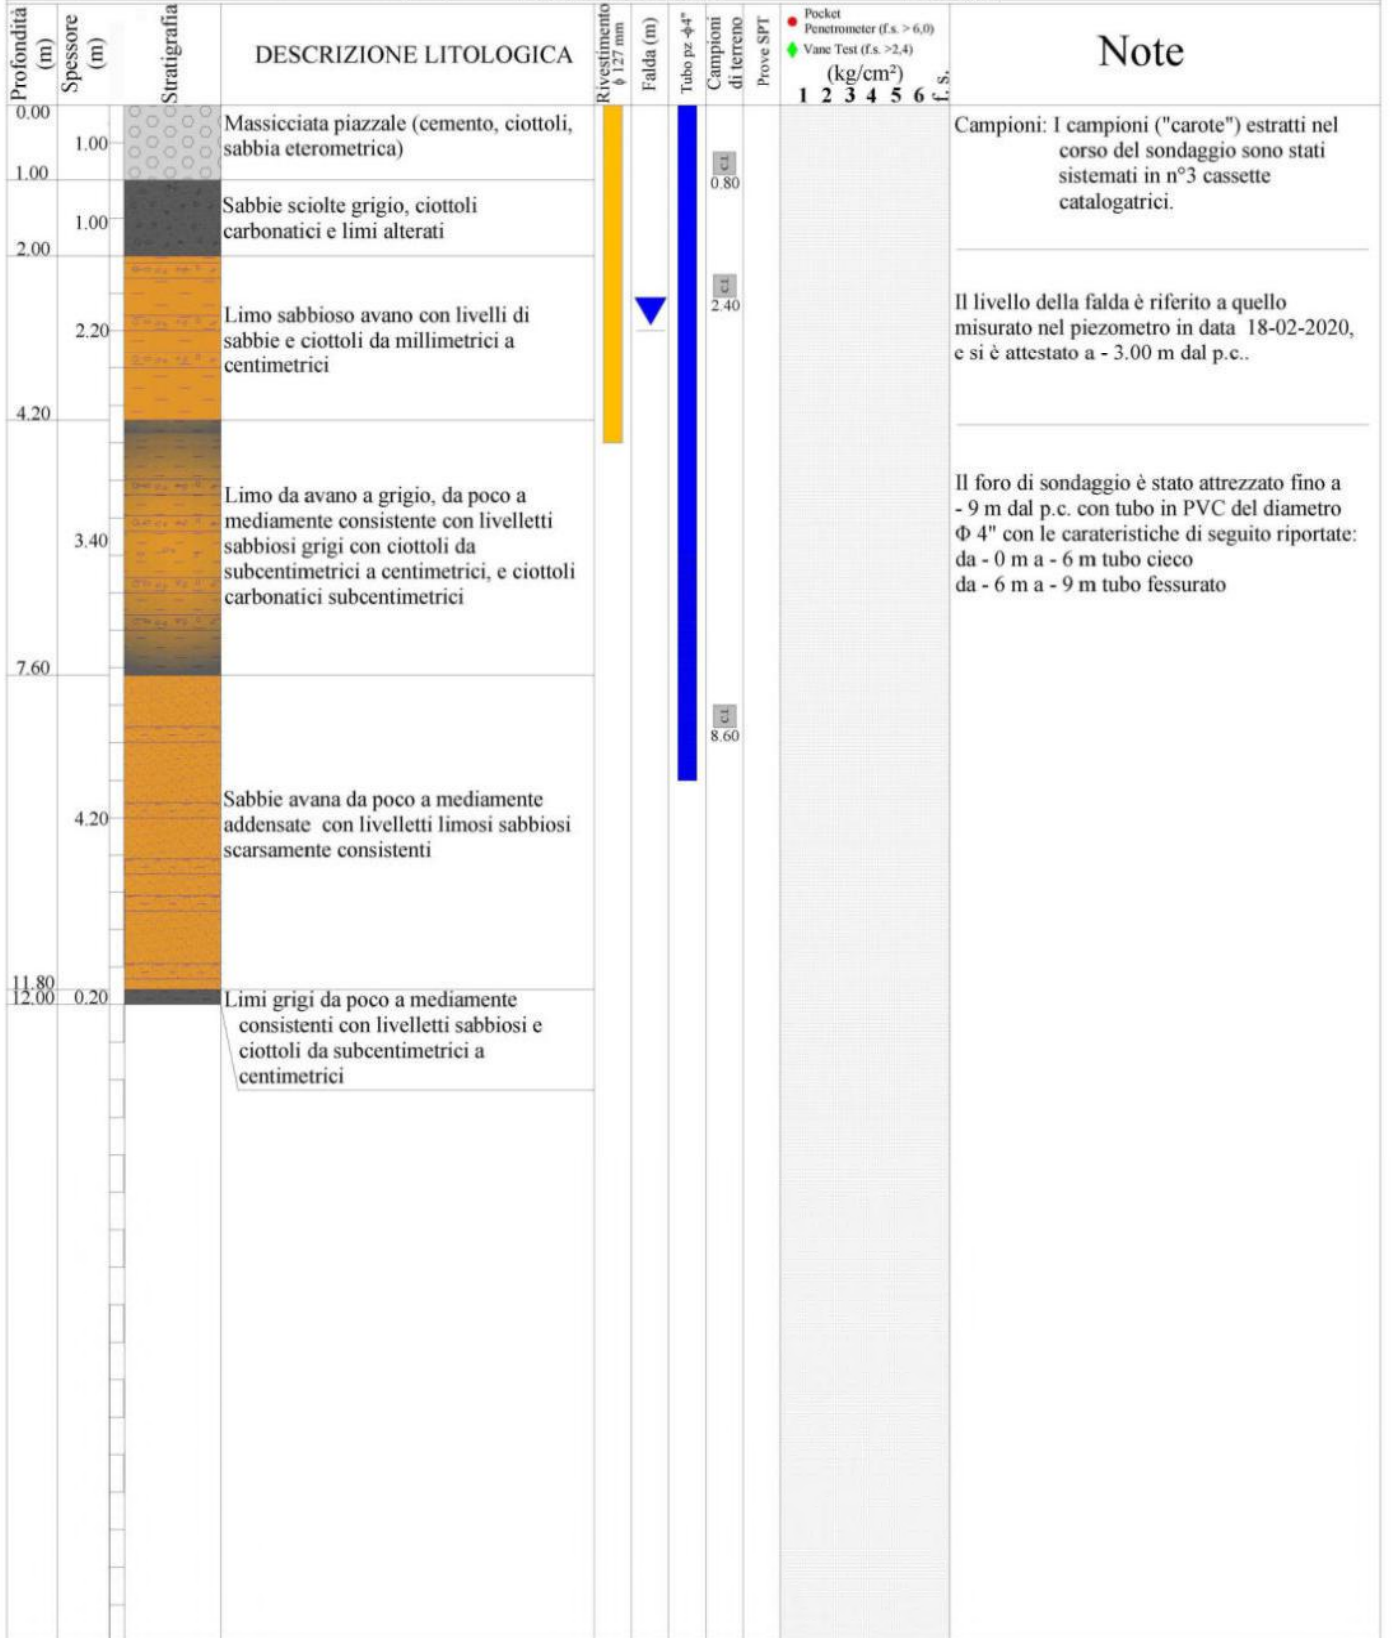 Profondità
(m)
Spessore
(m)
Stratigrafia
DESCRIZIONE LITOLOGICA
Rivestimento
ϕ 127 mm
Falda (m)
Tubo pz ϕ4"
Campioni
di terreno
Prove SPT
Pocket
Penetrometer (f.s. > 6,0)
Vane Test (f.s. >2,4)
(kg/cm²)
1 2 3 4 5 6 f. s.
Note
0.00
1.00
1.00
Massicciata piazzale (cemento, ciottoli,
sabbia eterometrica)
c.i.
0.80
1.00
2.00
Sabbie sciolte grigio, ciottoli
carbonatici e limi alterati
2.20
4.20
Limo sabbioso avano con livelli di
sabbie e ciottoli da millimetrici a
centimetrici
c.i.
2.40
3.40
7.60
Limo da avano a grigio, da poco a
mediamente consistente con livelletti
sabbiosi grigi con ciottoli da
subcentimetrici a centimetrici, e ciottoli
carbonatici subcentimetrici
c.i.
8.60
4.20
11.80
Sabbie avana da poco a mediamente
addensate con livelletti limosi sabbiosi
scarsamente consistenti
12.00
0.20
Limi grigi da poco a mediamente
consistenti con livelletti sabbiosi e
ciottoli da subcentimetrici a
centimetrici
Campioni: I campioni ("carote") estratti nel
corso del sondaggio sono stati
sistemati in n°3 cassette
catalogatrici.
Il livello della falda è riferito a quello
misurato nel piezometro in data 18-02-2020,
e si è attestato a - 3.00 m dal p.c..
Il foro di sondaggio è stato attrezzato fino a
- 9 m dal p.c. con tubo in PVC del diametro
Φ 4" con le carateristiche di seguito riportate:
da - 0 m a - 6 m tubo cieco
da - 6 m a - 9 m tubo fessurato